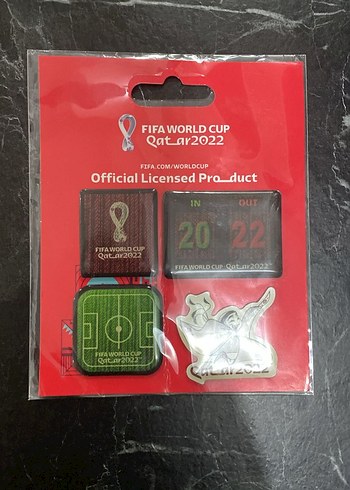 FIFA WORLD CUP
Qatar2022
FIFA.COM/WORLDCUP
Official Licensed Product
FIFA WORLD CUP
Qatar2022
IN OUT
20 22
FIFA WORLD CUP Qatar2022
FIFA WORLD CUP
Qatar2022
Qatar2022